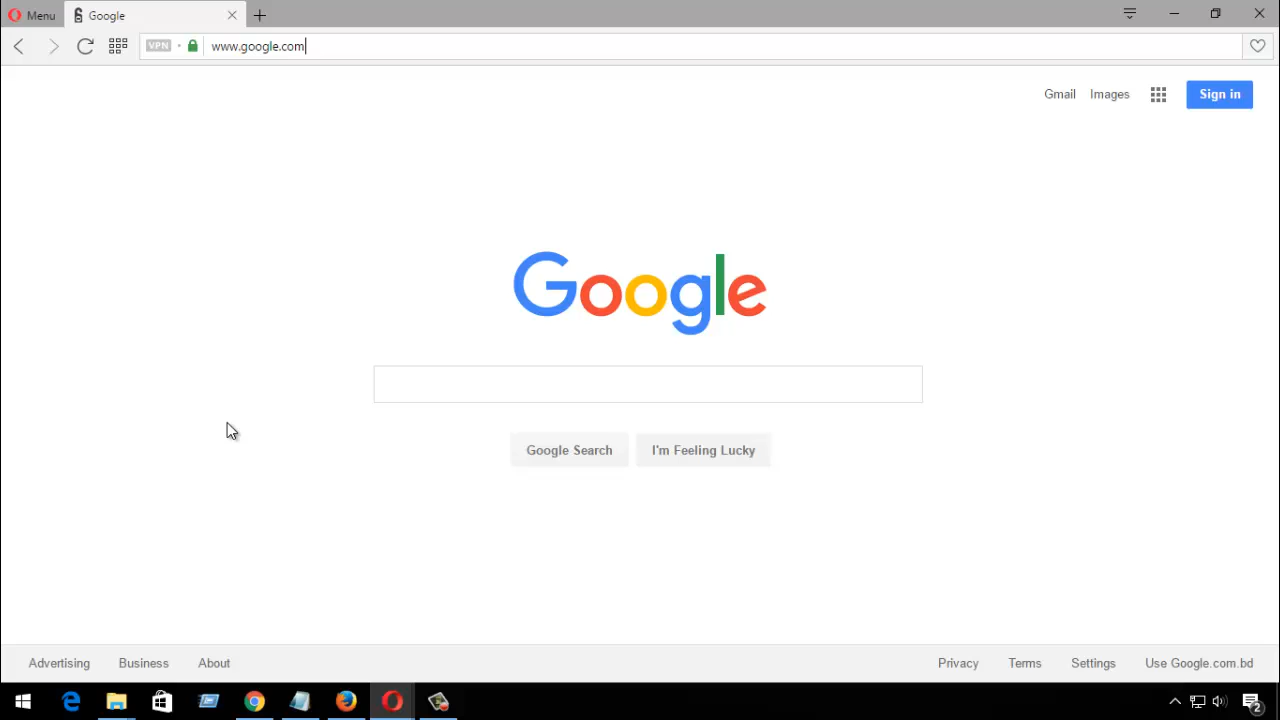 Menu
Google
VPN
www.google.com
Gmail
Images
Sign in
Google
Google Search
I'm Feeling Lucky
Advertising
Business
About
Privacy
Terms
Settings
Use Google.com.bd
2